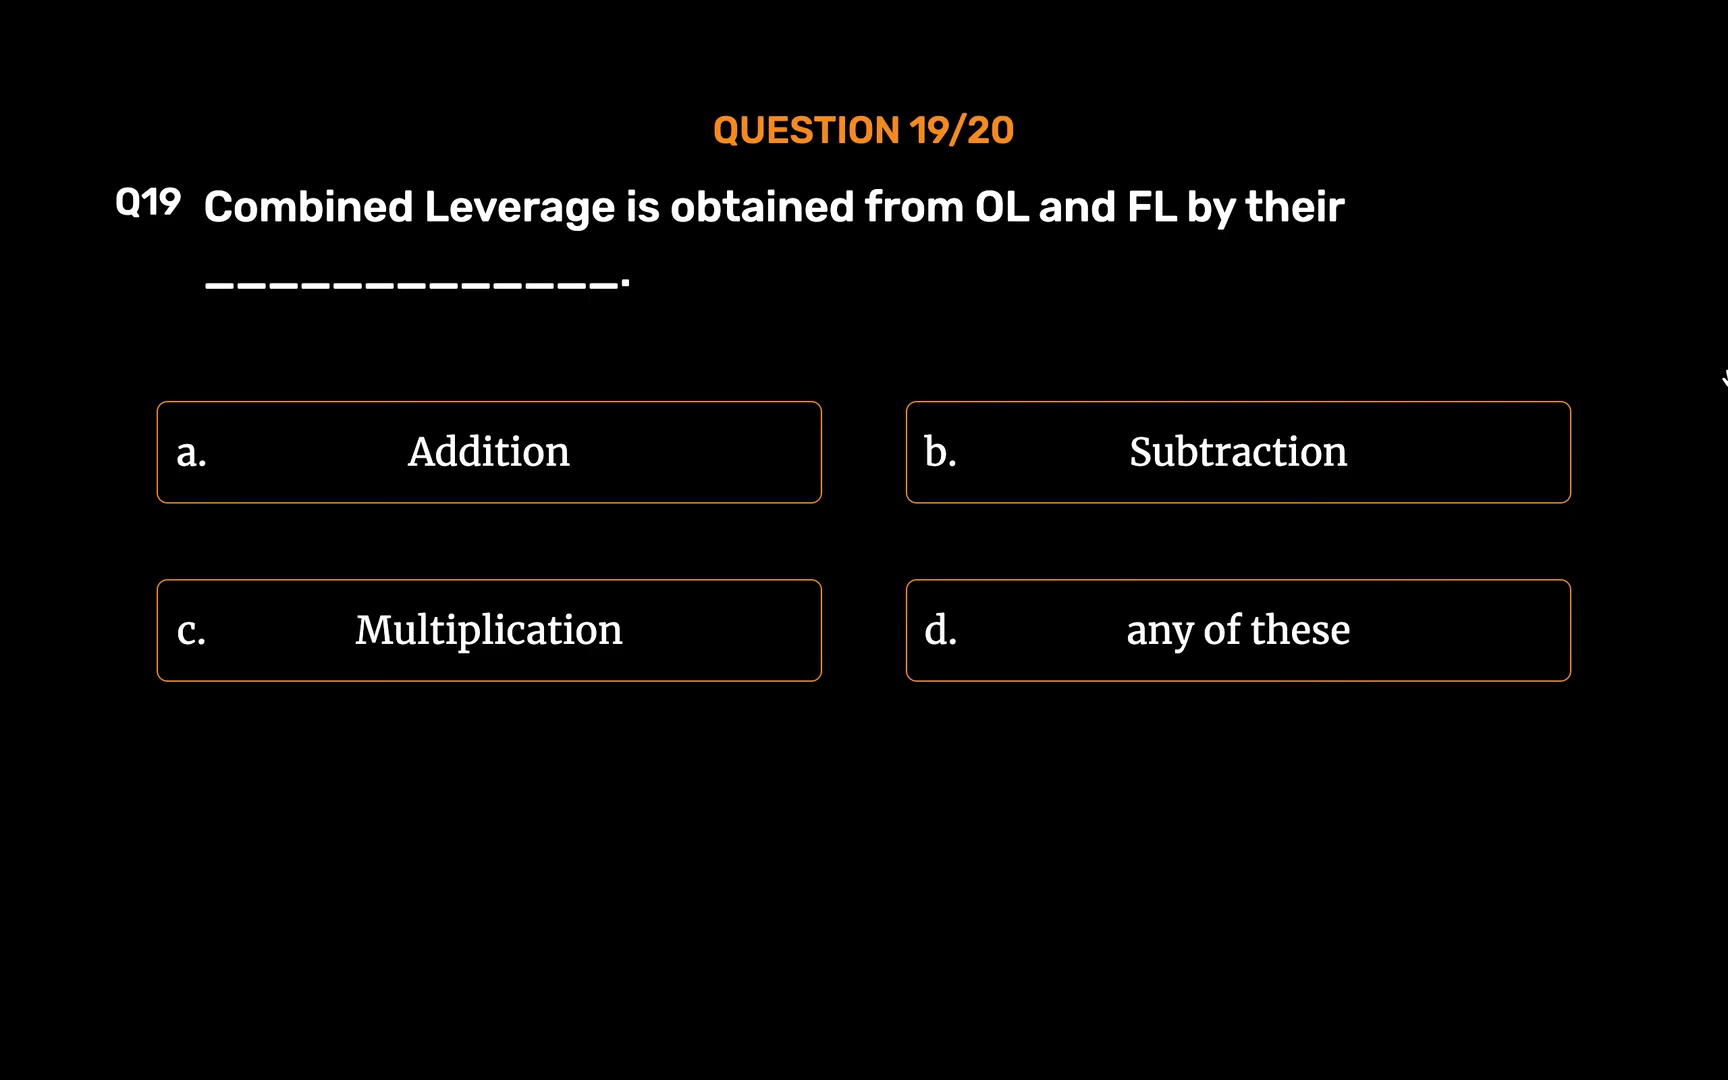 QUESTION 19/20
Q19 Combined Leverage is obtained from OL and FL by their
_____________.
a. Addition
b. Subtraction
c. Multiplication
d. any of these